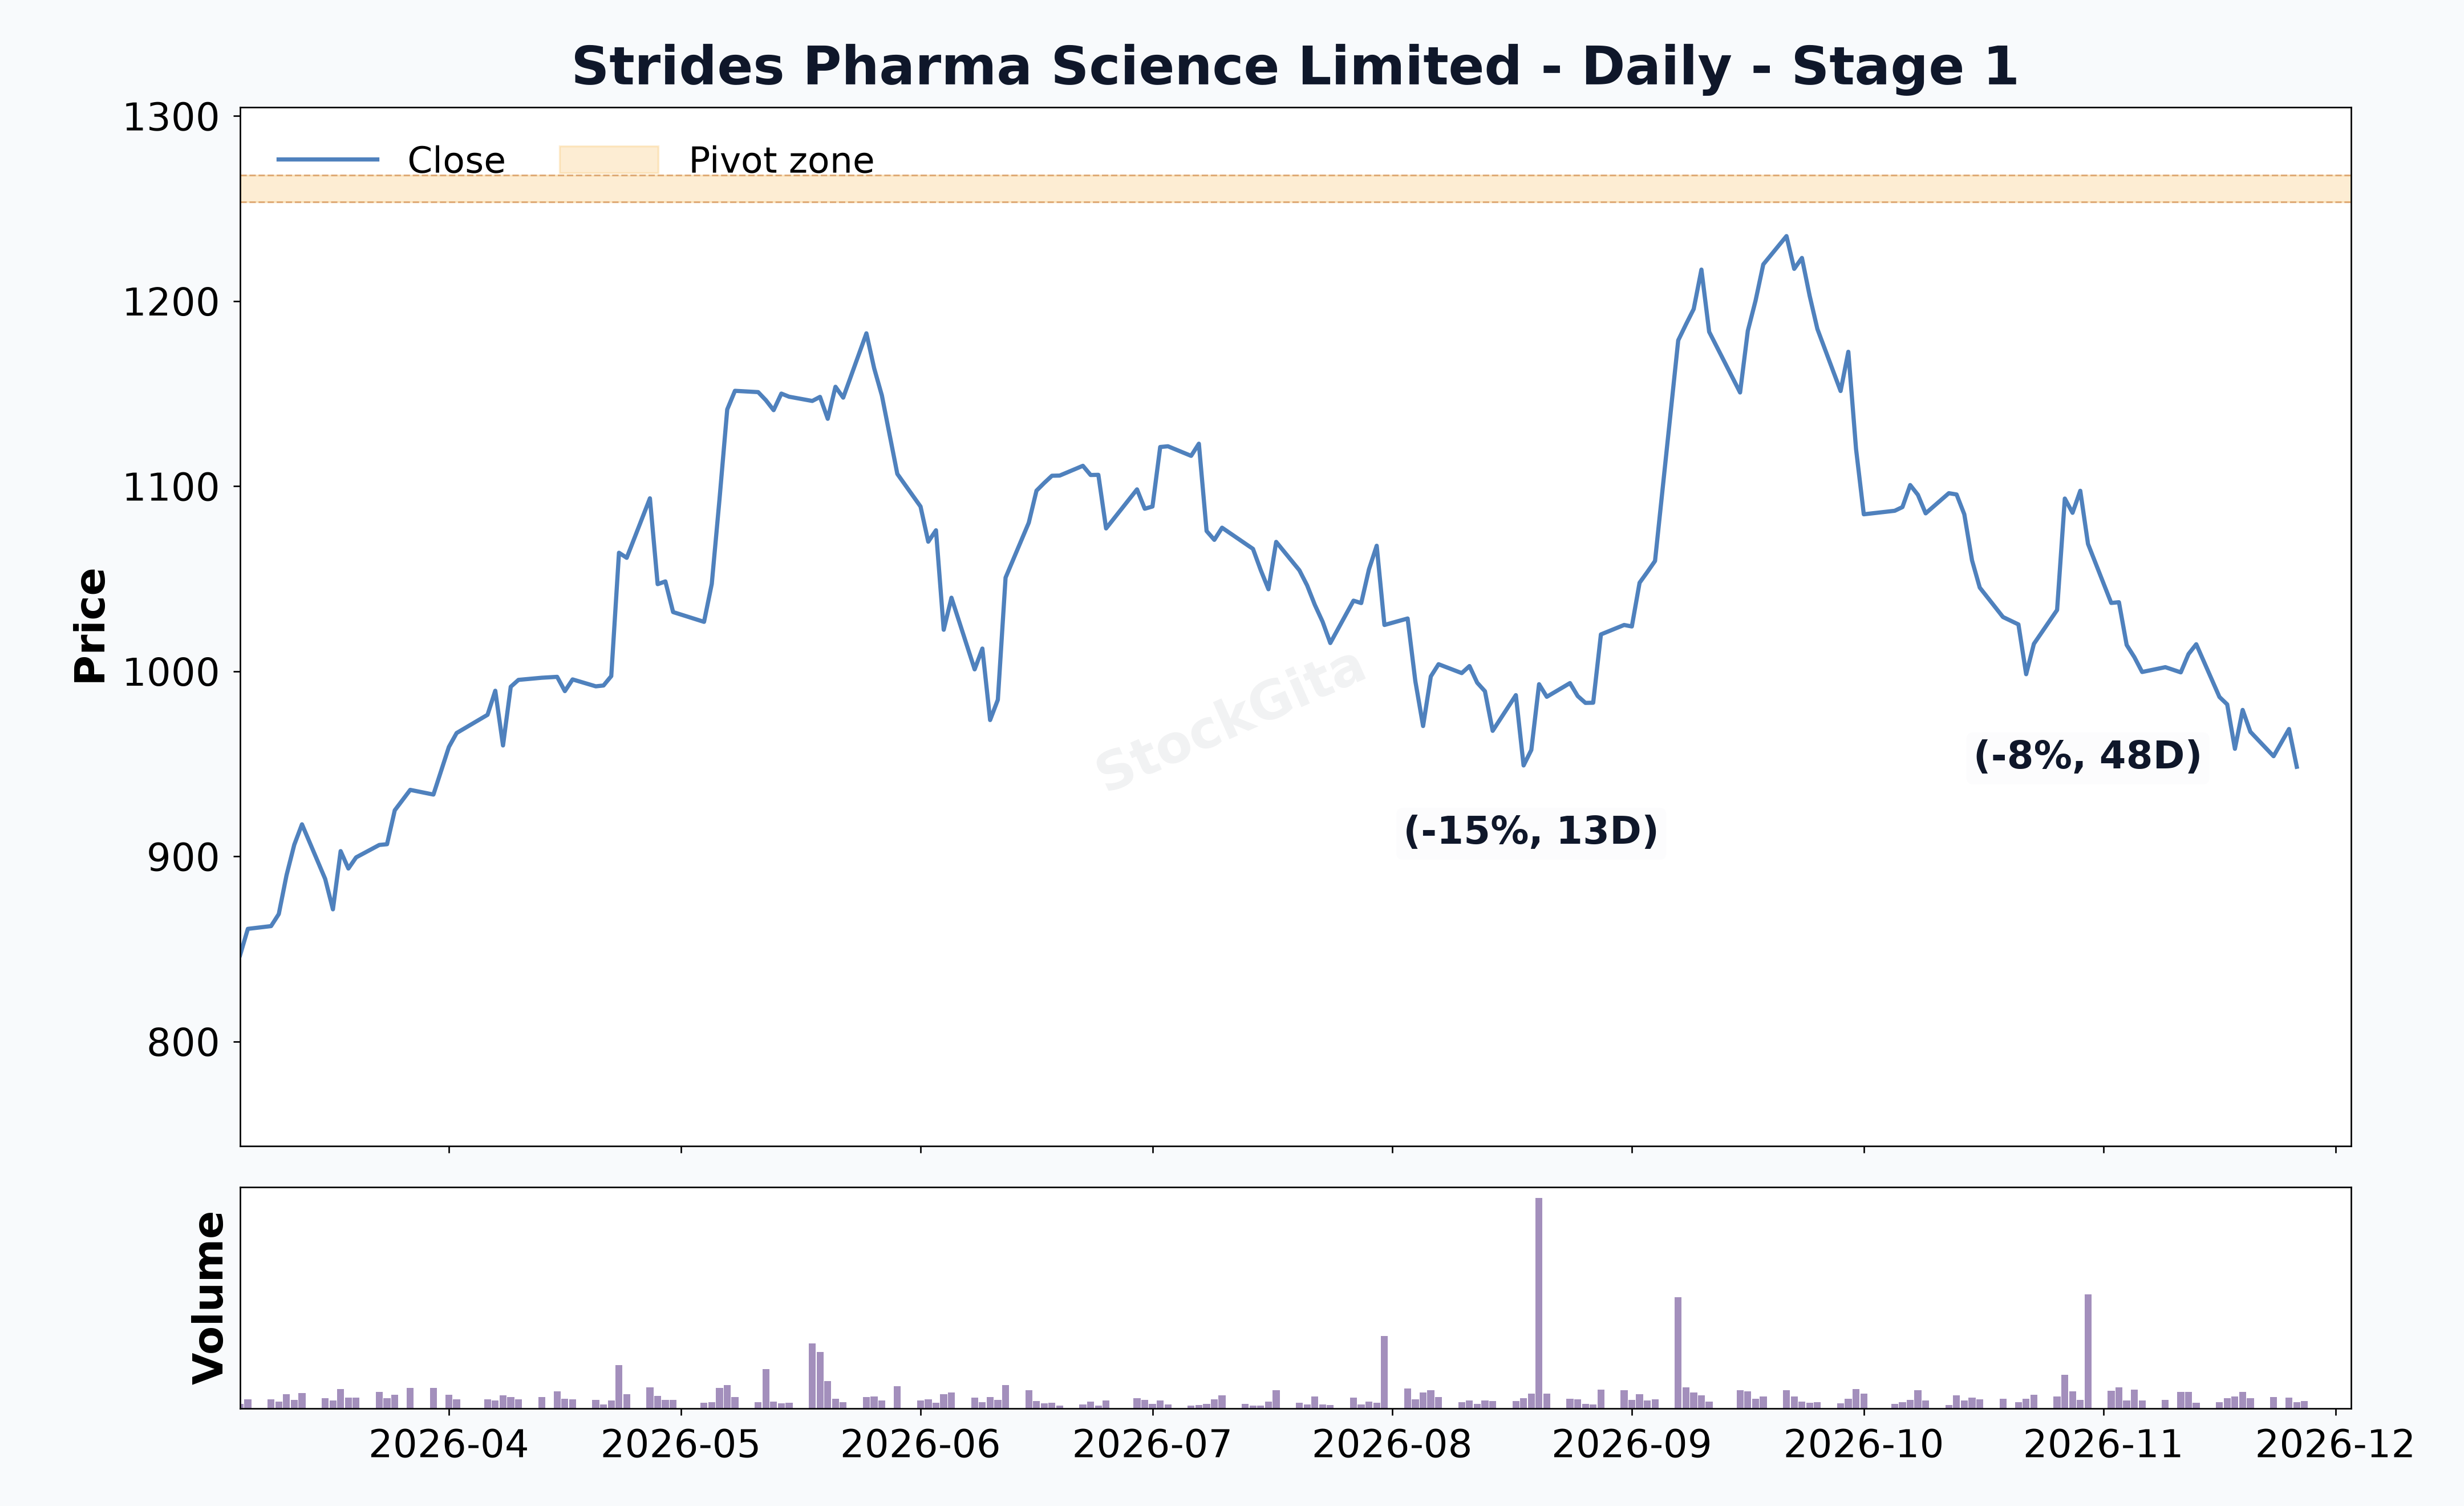 Strides Pharma Science Limited - Daily - Stage 1
Close
Pivot zone
Price
1300
1200
1100
1000
900
800
StockGita
(-15%, 13D)
(-8%, 48D)
Volume
2026-04
2026-05
2026-06
2026-07
2026-08
2026-09
2026-10
2026-11
2026-12